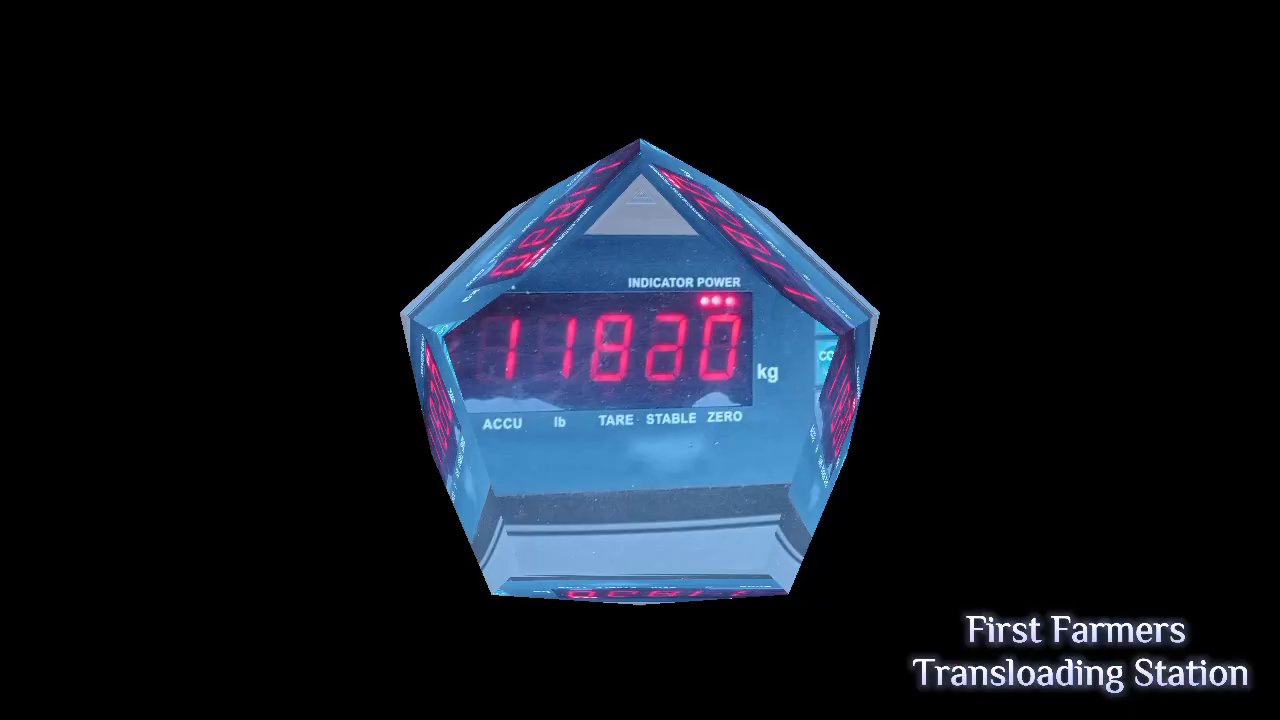 INDICATOR POWER
11820
kg
ACCU lb TARE STABLE ZERO
First Farmers
Transloading Station